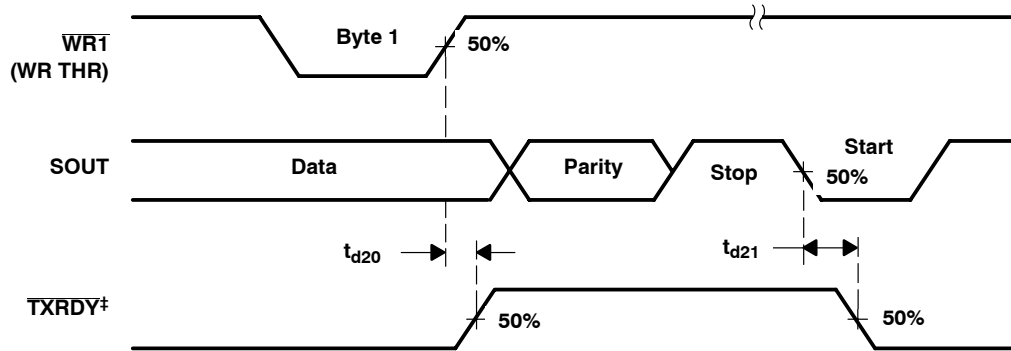 WR1
(WR THR)
Byte 1
50%
SOUT
Data
Parity
Stop
Start
50%
td20
td21
TXRDY‡
50%
50%